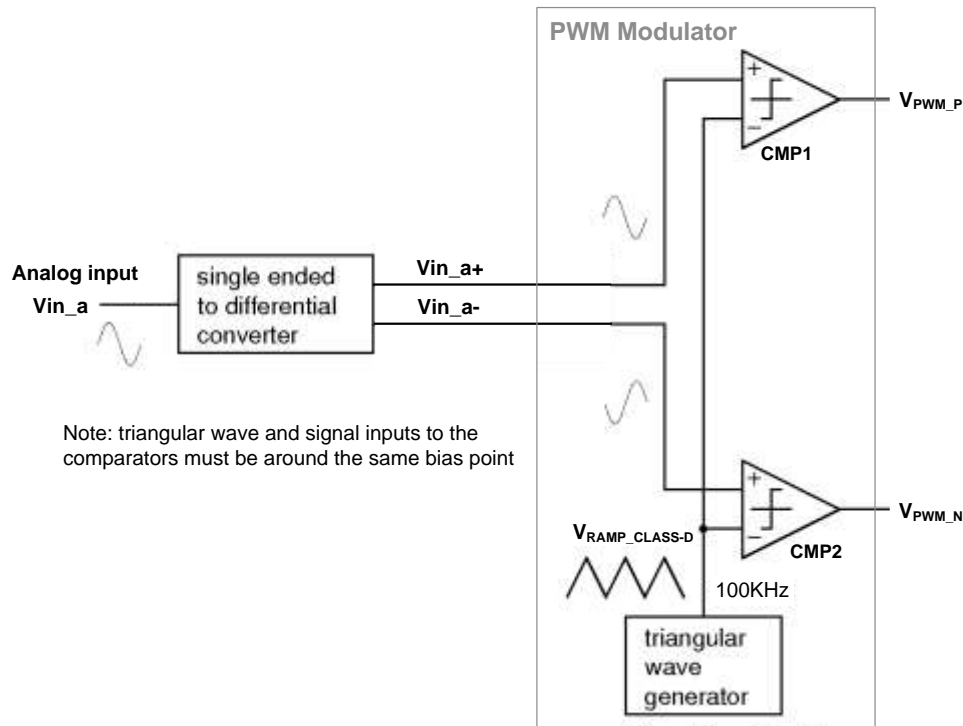 PWM Modulator
+
−
CMP1
V_PWM_P
Analog input
Vin_a
single ended
to differential
converter
Vin_a+
Vin_a-
Note: triangular wave and signal inputs to the
comparators must be around the same bias point
+
−
CMP2
V_PWM_N
V_RAMP_CLASS-D
100KHz
triangular
wave
generator